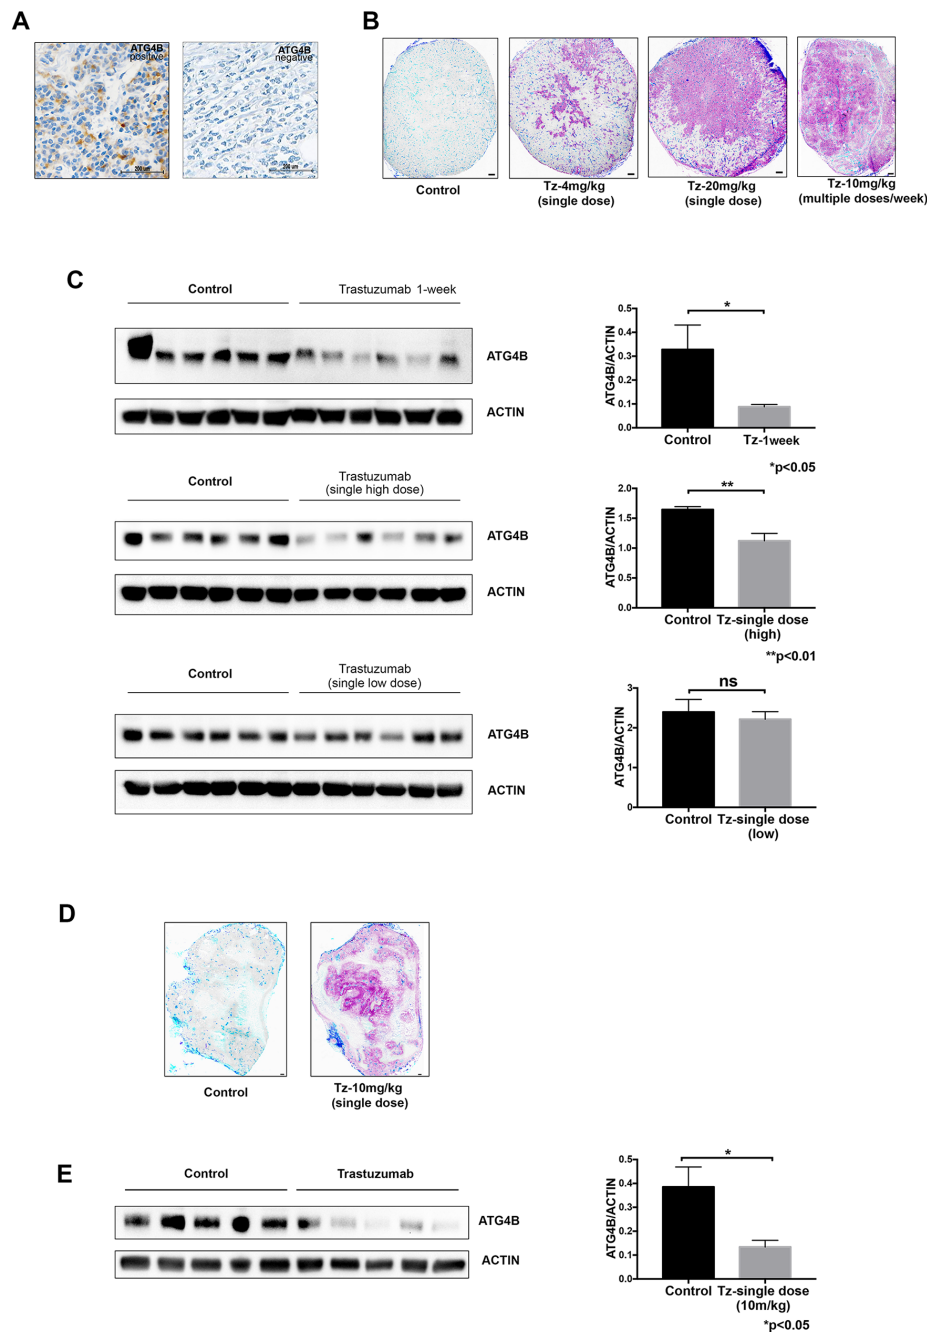 A
ATG4B
positive
200 um
ATG4B
negative
200 um
B
Control
Tz-4mg/kg
(single dose)
Tz-20mg/kg
(single dose)
Tz-10mg/kg
(multiple doses/week)
C
Control
Trastuzumab 1-week
ATG4B
ACTIN
ATG4B/ACTIN
0.5
0.4
0.3
0.2
0.1
0.0
*
Control
Tz-1week
*p<0.05
Control
Trastuzumab
(single high dose)
ATG4B
ACTIN
ATG4B/ACTIN
2.0
1.5
1.0
0.5
0.0
**
Control
Tz-single dose
(high)
**p<0.01
Control
Trastuzumab
(single low dose)
ATG4B
ACTIN
ATG4B/ACTIN
3
2
1
0
ns
Control
Tz-single dose
(low)
D
Control
Tz-10mg/kg
(single dose)
E
Control
Trastuzumab
ATG4B
ACTIN
ATG4B/ACTIN
0.5
0.4
0.3
0.2
0.1
0.0
*
Control
Tz-single dose
(10m/kg)
*p<0.05